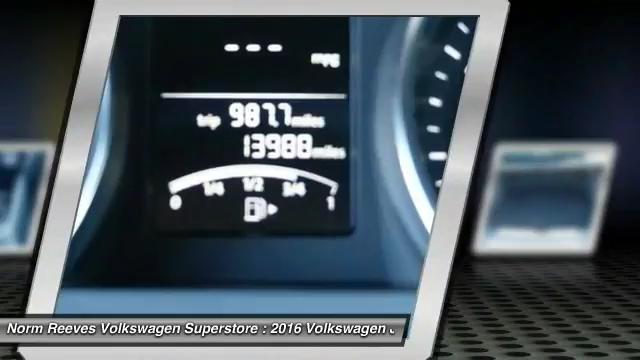 --- mpg
trip 987.7 miles
13988 miles
0 1/4 1/2 3/4 1
Norm Reeves Volkswagen Superstore : 2016 Volkswagen